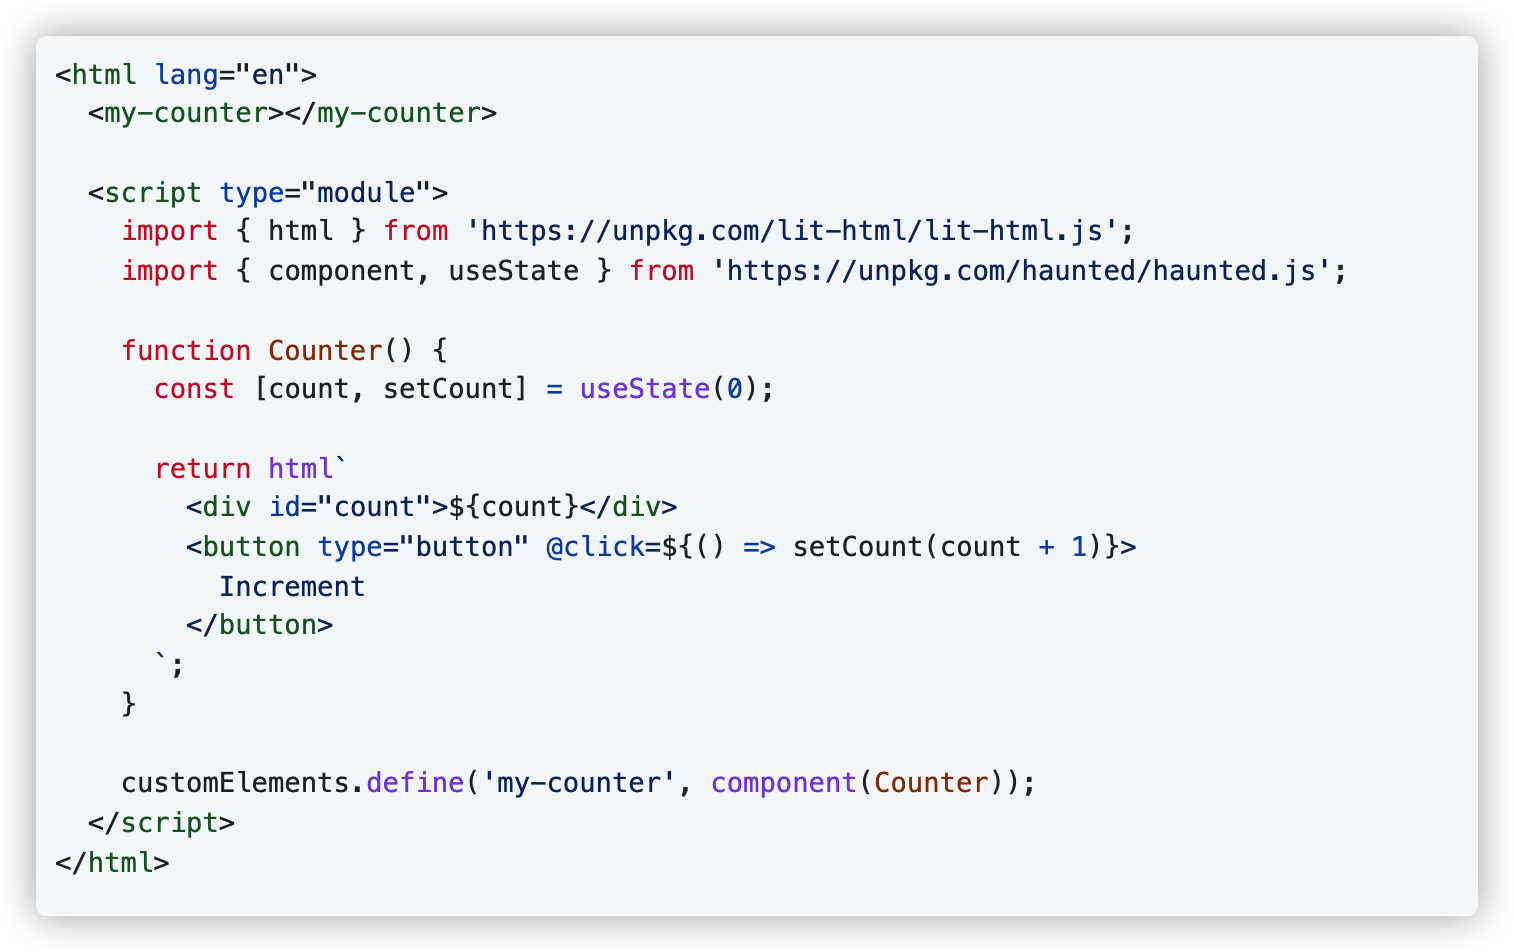 <html lang="en">
  <my-counter></my-counter>

  <script type="module">
    import { html } from 'https://unpkg.com/lit-html/lit-html.js';
    import { component, useState } from 'https://unpkg.com/haunted/haunted.js';

    function Counter() {
      const [count, setCount] = useState(0);

      return html`
        <div id="count">${count}</div>
        <button type="button" @click=${() => setCount(count + 1)}>
          Increment
        </button>
      `;
    }

    customElements.define('my-counter', component(Counter));
  </script>
</html>